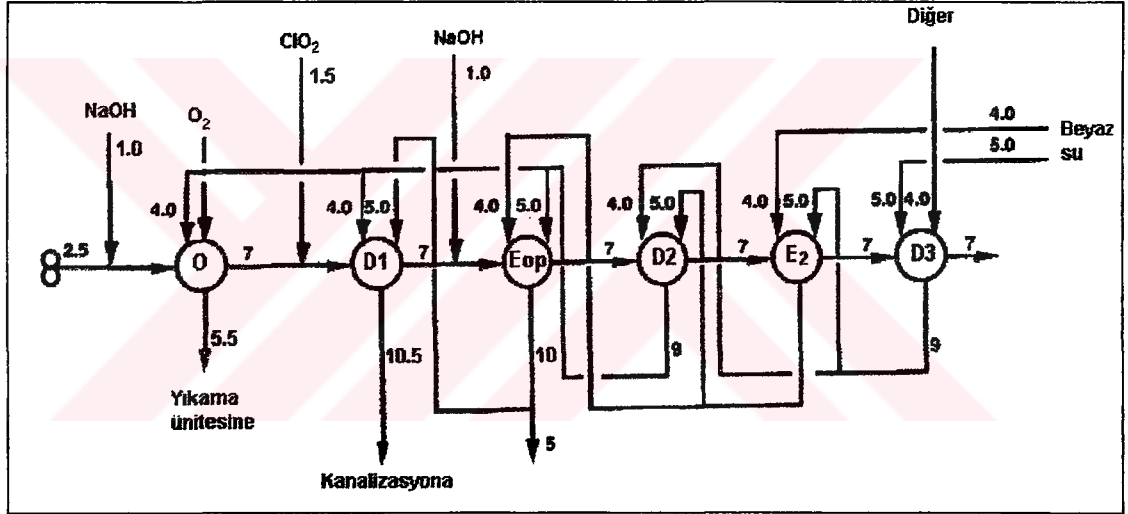 Diğer
ClO₂
NaOH
1.5
1.0
NaOH
O₂
1.0
4.0
Beyaz
5.0
su
4.0
4.0 5.0
4.0 5.0
4.0 5.0
4.0 5.0
5.0 4.0
2.5
O
7
D1
7
Eop
7
D2
7
E2
7
D3
7
5.5
10.5
10
9
9
Yıkama
ünitesine
5
Kanalizasyona